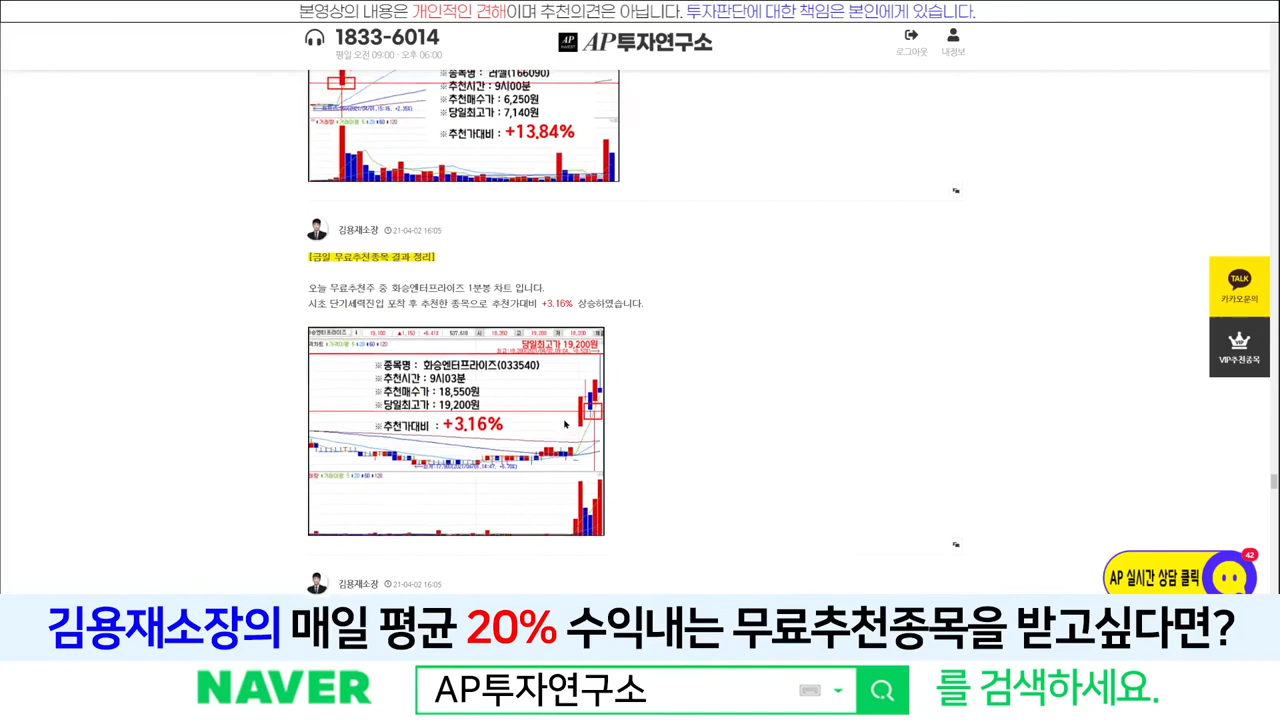 본영상의 내용은 개인적인 견해이며 추천의견은 아닙니다. 투자판단에 대한 책임은 본인에게 있습니다.
1833-6014
평일 오전 09:00 - 오후 06:00
AP투자연구소
로그아웃
내정보
※종목명 : 러셀(166090)
※추천시간 : 9시00분
※추천매수가 : 6,250원
※당일최고가 : 7,140원
※추천가대비 : +13.84%
김용재소장 21-04-02 16:05
[금일 무료추천종목 결과 정리]
오늘 무료추천주 중 화승엔터프라이즈 1분봉 차트 입니다.
시초 단기세력진입 포착 후 추천한 종목으로 추천가대비 +3.16% 상승하였습니다.
당일최고가 19,200원
※종목명 : 화승엔터프라이즈(033540)
※추천시간 : 9시03분
※추천매수가 : 18,550원
※당일최고가 : 19,200원
※추천가대비 : +3.16%
TALK
카카오문의
VIP추천종목
김용재소장 21-04-02 16:05
AP 실시간 상담 클릭
42
김용재소장의 매일 평균 20% 수익내는 무료추천종목을 받고싶다면?
NAVER AP투자연구소 를 검색하세요.